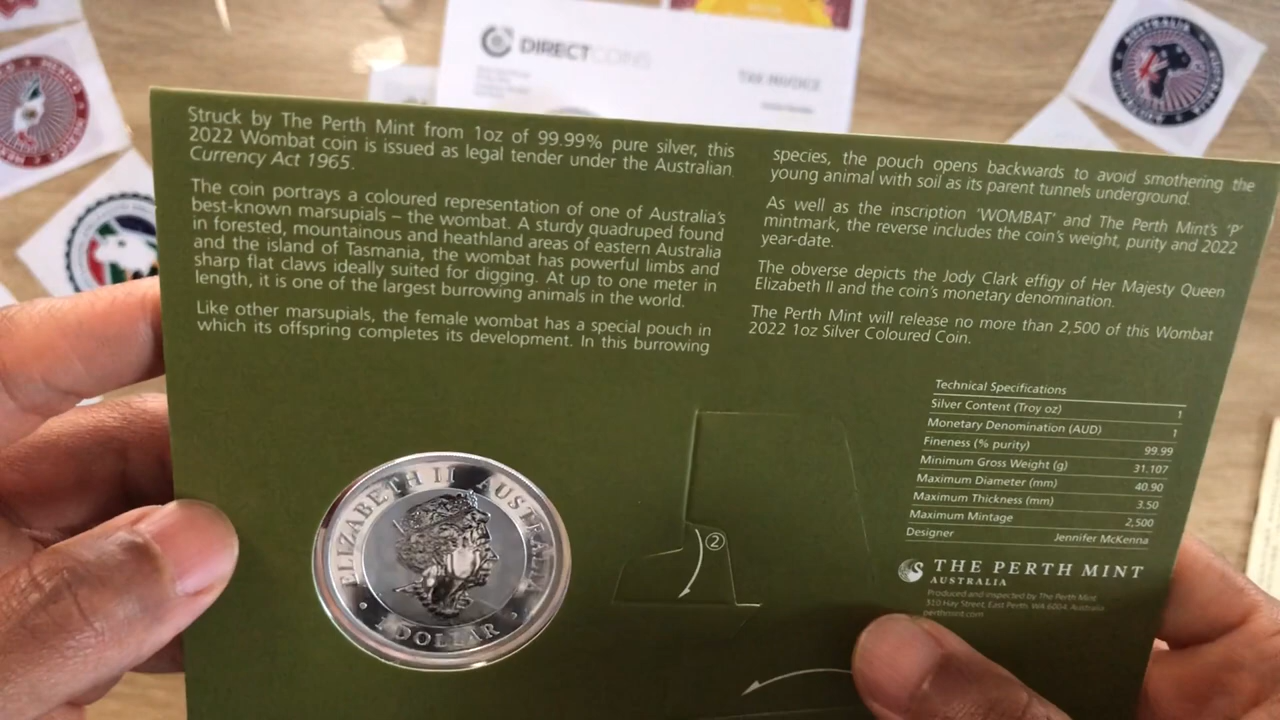 DIRECTCOINS
TAX INVOICE
AUSTRALIA
Struck by The Perth Mint from 1oz of 99.99% pure silver, this
2022 Wombat coin is issued as legal tender under the Australian
Currency Act 1965.
The coin portrays a coloured representation of one of Australia's
best-known marsupials – the wombat. A sturdy quadruped found
in forested, mountainous and heathland areas of eastern Australia
and the island of Tasmania, the wombat has powerful limbs and
sharp flat claws ideally suited for digging. At up to one meter in
length, it is one of the largest burrowing animals in the world.
Like other marsupials, the female wombat has a special pouch in
which its offspring completes its development. In this burrowing
species, the pouch opens backwards to avoid smothering the
young animal with soil as its parent tunnels underground.
As well as the inscription 'WOMBAT' and The Perth Mint's 'P'
mintmark, the reverse includes the coin's weight, purity and 2022
year-date.
The obverse depicts the Jody Clark effigy of Her Majesty Queen
Elizabeth II and the coin's monetary denomination.
The Perth Mint will release no more than 2,500 of this Wombat
2022 1oz Silver Coloured Coin.
Technical Specifications
Silver Content (Troy oz) 1
Monetary Denomination (AUD) 1
Fineness (% purity) 99.99
Minimum Gross Weight (g) 31.107
Maximum Diameter (mm) 40.90
Maximum Thickness (mm) 3.50
Maximum Mintage 2,500
Designer Jennifer McKenna
THE PERTH MINT
AUSTRALIA
Produced and inspected by The Perth Mint
310 Hay Street, East Perth, WA 6004, Australia
perthmint.com
ELIZABETH II AUSTRALIA
1 DOLLAR
2